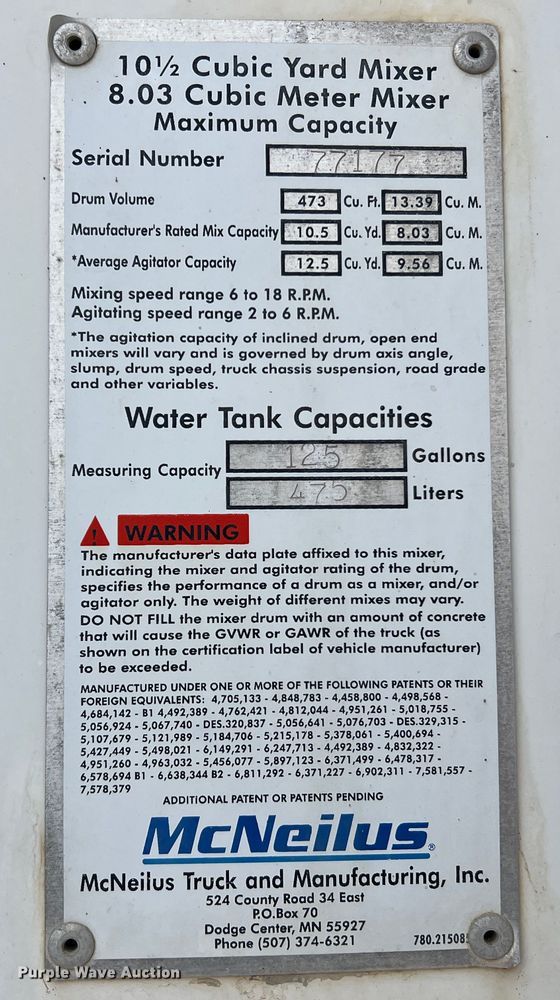 10½ Cubic Yard Mixer
8.03 Cubic Meter Mixer
Maximum Capacity
Serial Number 77177
Drum Volume 473 Cu. Ft. 13.39 Cu. M.
Manufacturer's Rated Mix Capacity 10.5 Cu. Yd. 8.03 Cu. M.
*Average Agitator Capacity 12.5 Cu. Yd. 9.56 Cu. M.
Mixing speed range 6 to 18 R.P.M.
Agitating speed range 2 to 6 R.P.M.
*The agitation capacity of inclined drum, open end
mixers will vary and is governed by drum axis angle,
slump, drum speed, truck chassis suspension, road grade
and other variables.
Water Tank Capacities
Measuring Capacity 125 Gallons
475 Liters
WARNING
The manufacturer's data plate affixed to this mixer,
indicating the mixer and agitator rating of the drum,
specifies the performance of a drum as a mixer, and/or
agitator only. The weight of different mixes may vary.
DO NOT FILL the mixer drum with an amount of concrete
that will cause the GVWR or GAWR of the truck (as
shown on the certification label of vehicle manufacturer)
to be exceeded.
MANUFACTURED UNDER ONE OR MORE OF THE FOLLOWING PATENTS OR THEIR
FOREIGN EQUIVALENTS: 4,705,133 - 4,848,783 - 4,458,800 - 4,498,568 -
4,684,142 - B1 4,492,389 - 4,762,421 - 4,812,044 - 4,951,261 - 5,018,755 -
5,056,924 - 5,067,740 - DES.320,837 - 5,056,641 - 5,076,703 - DES.329,315 -
5,107,679 - 5,121,989 - 5,184,706 - 5,215,178 - 5,378,061 - 5,400,694 -
5,427,449 - 5,498,021 - 6,149,291 - 6,247,713 - 4,492,389 - 4,832,322 -
4,951,260 - 4,963,032 - 5,456,077 - 5,897,123 - 6,371,499 - 6,478,317 -
6,578,694 B1 - 6,638,344 B2 - 6,811,292 - 6,371,227 - 6,902,311 - 7,581,557 -
7,578,379
ADDITIONAL PATENT OR PATENTS PENDING
McNeilus®
McNeilus Truck and Manufacturing, Inc.
524 County Road 34 East
P.O.Box 70
Dodge Center, MN 55927
Phone (507) 374-6321
Purple Wave Auction